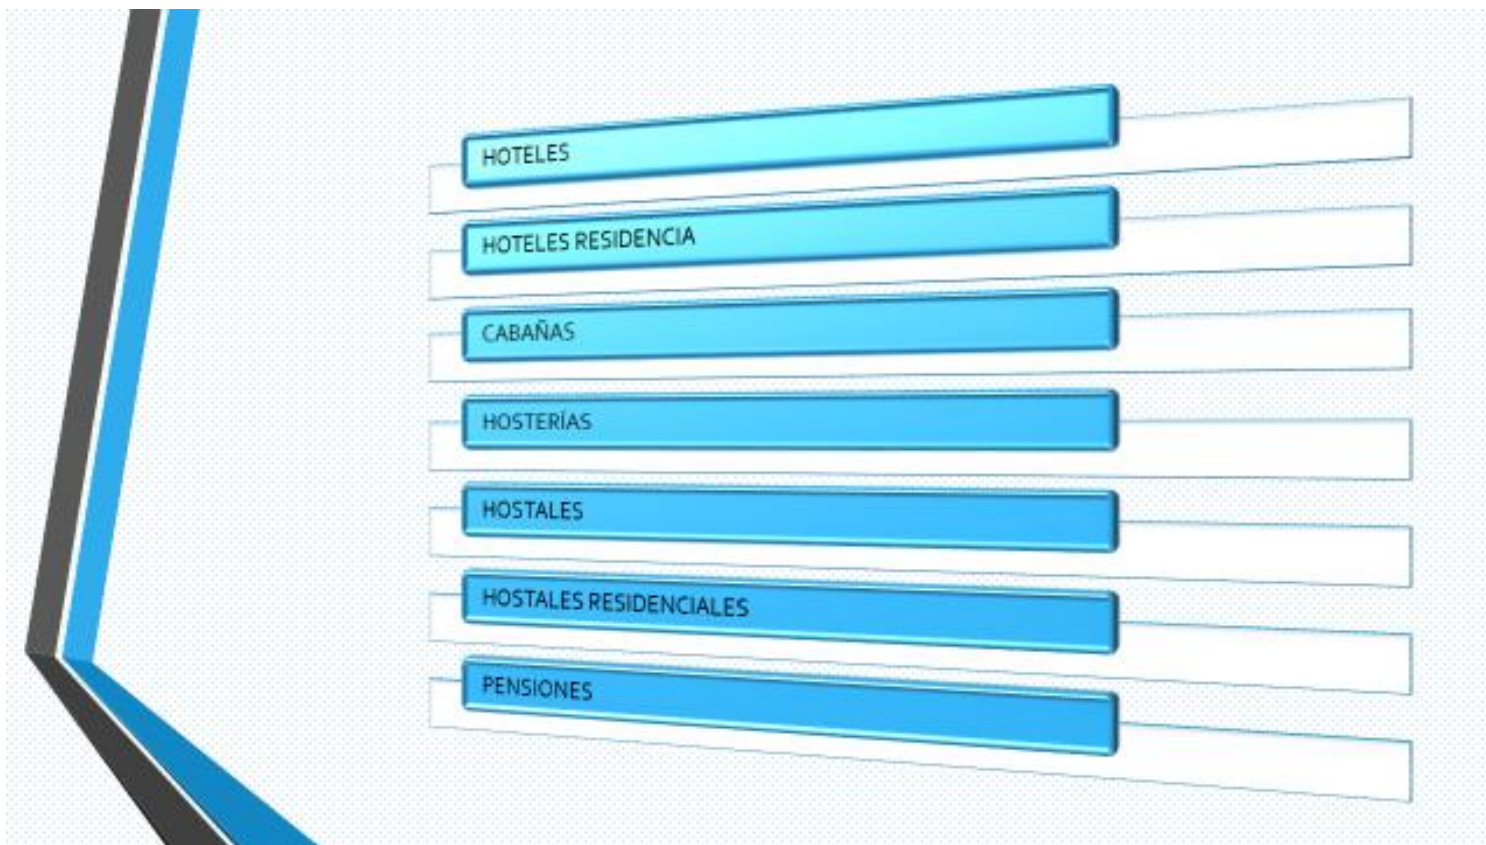 HOTELES
HOTELES RESIDENCIA
CABAÑAS
HOSTERÍAS
HOSTALES
HOSTALES RESIDENCIALES
PENSIONES